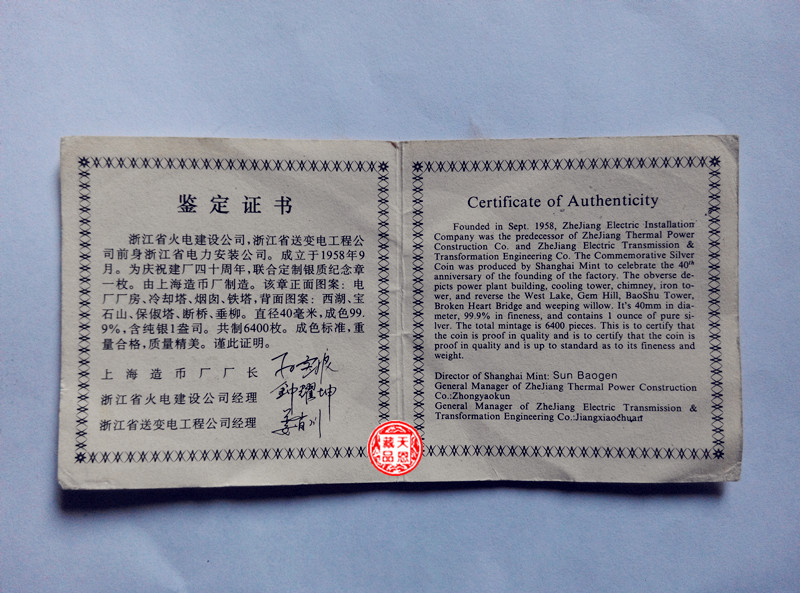 鉴定证书
浙江省火电建设公司,浙江省送变电工程公
司前身浙江省电力安装公司。成立于1958年9
月。为庆祝建厂四十周年,联合定制银质纪念章
一枚。由上海造币厂制造。该章正面图案:电
厂厂房、冷却塔、烟囱、铁塔,背面图案:西湖、宝
石山、保俶塔、断桥、垂柳。直径40毫米,成色99.
9%,含纯银1盎司。共制6400枚。成色标准,重
量合格,质量精美。谨此证明。
上海造币厂厂长
浙江省火电建设公司经理 钟耀坤
浙江省送变电工程公司经理
Certificate of Authenticity
Founded in Sept. 1958, ZheJiang Electric Installation
Company was the predecessor of ZheJiang Thermal Power
Construction Co. and ZheJiang Electric Transmission &
Transformation Engineering Co. The Commemorative Silver
Coin was produced by Shanghai Mint to celebrate the 40th
anniversary of the founding of the factory. The obverse de-
picts power plant building, cooling tower, chimney, iron to-
wer, and reverse the West Lake, Gem Hill, BaoShu Tower,
Broken Heart Bridge and weeping willow. It's 40mm in dia-
meter, 99.9% in fineness, and contains 1 ounce of pure sil-
ver. The total mintage is 6400 pieces. This is to certify that
the coin is proof in quality and is to certify that the coin is
proof in quality and is up to standard as to its fineness and
weight.
Director of Shanghai Mint: Sun Baogen
General Manager of ZheJiang Thermal Power Construction
Co.:Zhongyaokun
General Manager of ZheJiang Electric Transmission &
Transformation Engineering Co.:Jiangxiaochuan
天恩
藏品